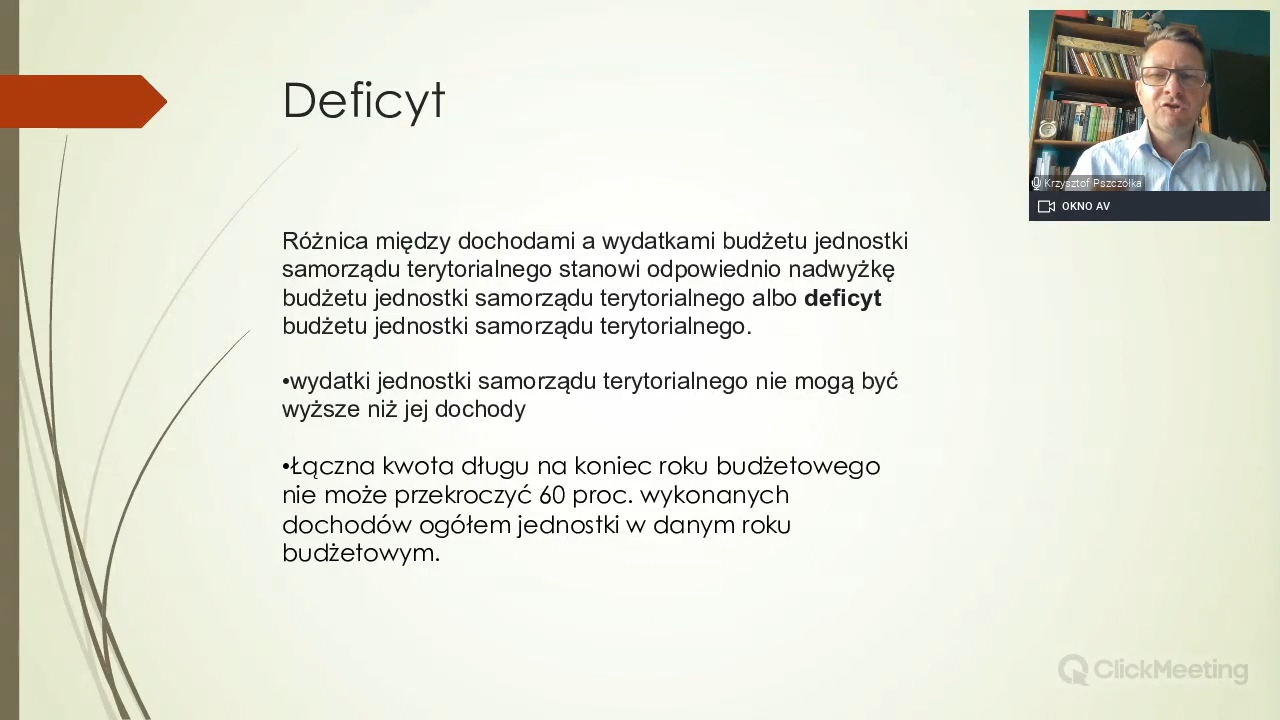 Deficyt
Różnica między dochodami a wydatkami budżetu jednostki
samorządu terytorialnego stanowi odpowiednio nadwyżkę
budżetu jednostki samorządu terytorialnego albo deficyt
budżetu jednostki samorządu terytorialnego.
•wydatki jednostki samorządu terytorialnego nie mogą być
wyższe niż jej dochody
•Łączna kwota długu na koniec roku budżetowego
nie może przekroczyć 60 proc. wykonanych
dochodów ogółem jednostki w danym roku
budżetowym.
Krzysztof Pszczółka
OKNO AV
ClickMeeting